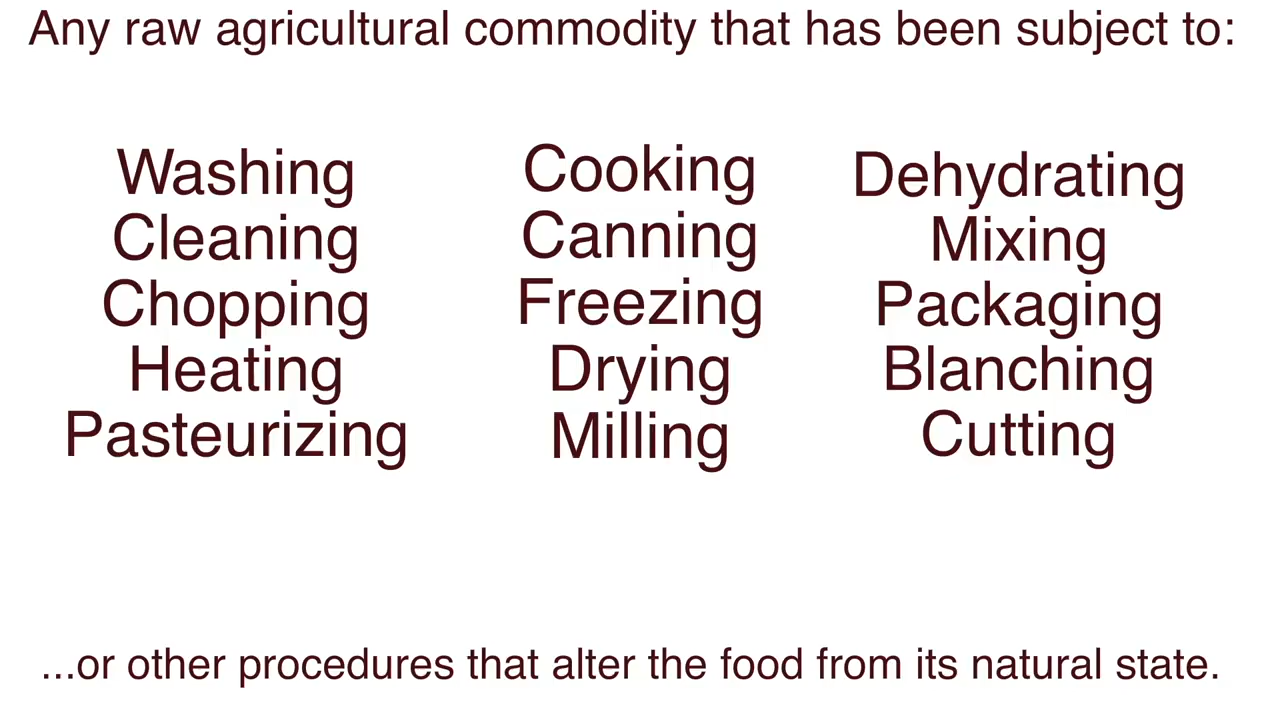 Any raw agricultural commodity that has been subject to:
Washing
Cleaning
Chopping
Heating
Pasteurizing
Cooking
Canning
Freezing
Drying
Milling
Dehydrating
Mixing
Packaging
Blanching
Cutting
...or other procedures that alter the food from its natural state.